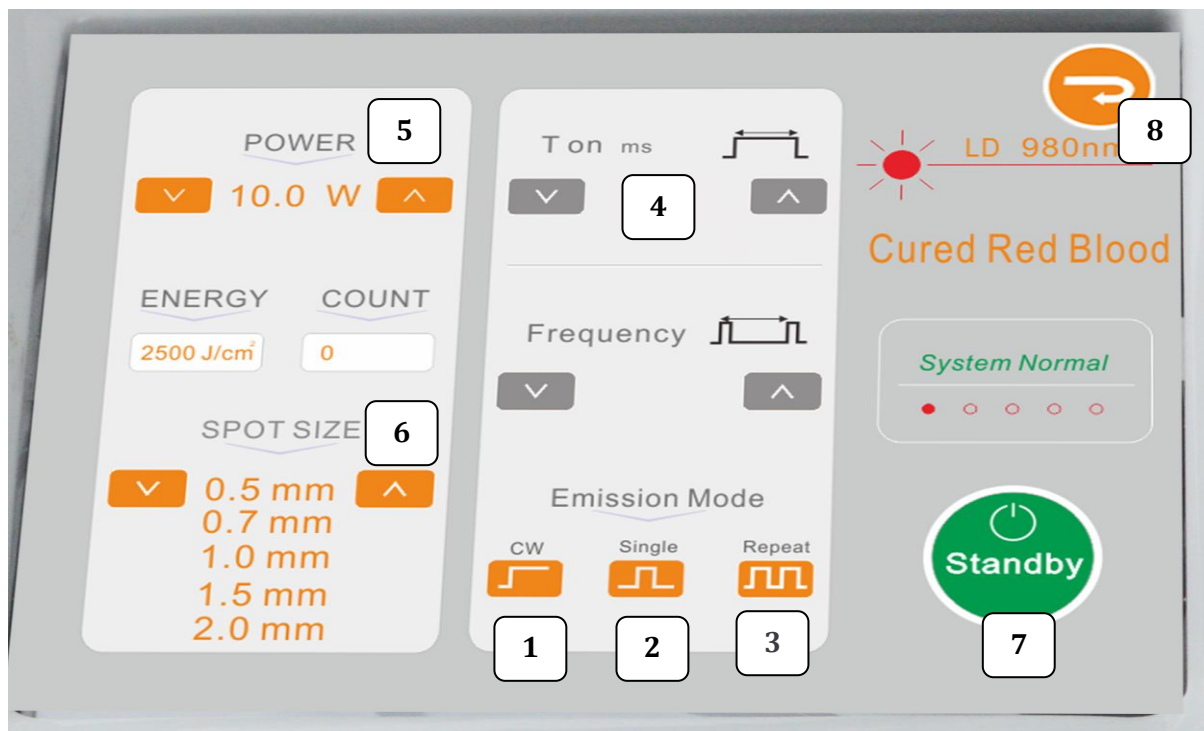 POWER
5
10.0 W
ENERGY
COUNT
2500 J/cm²
0
SPOT SIZE
6
0.5 mm
0.7 mm
1.0 mm
1.5 mm
2.0 mm
T on ms
4
Frequency
Emission Mode
CW
Single
Repeat
1
2
3
8
LD 980nm
Cured Red Blood
System Normal
Standby
7